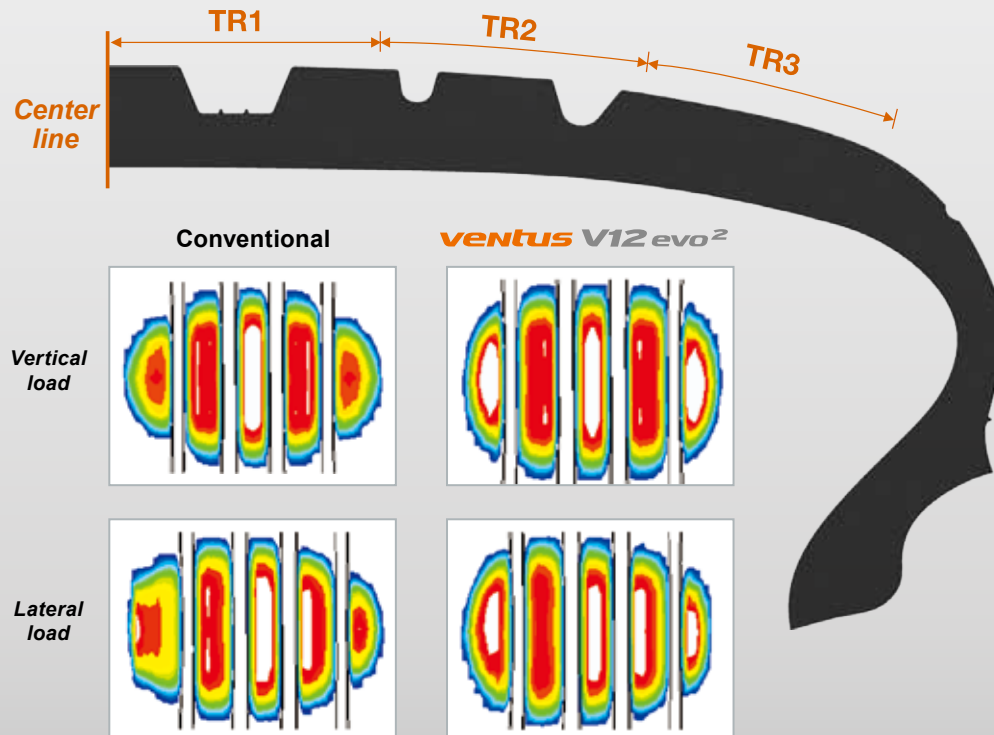 TR1
TR2
TR3
Center
line
Conventional
ventus V12 evo²
Vertical
load
Lateral
load